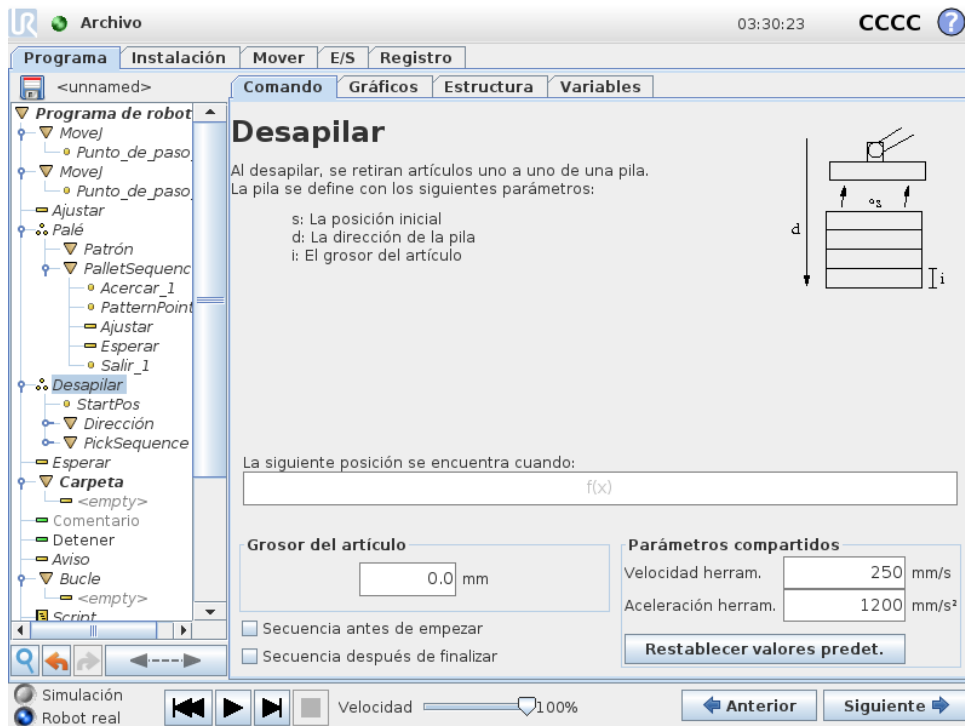 UR Archivo 03:30:23 CCCC ?
Programa Instalación Mover E/S Registro
<unnamed>
Comando Gráficos Estructura Variables
Programa de robot
MoveJ
Punto_de_paso
MoveJ
Punto_de_paso
Ajustar
Palé
Patrón
PalletSequenc
Acercar_1
PatternPoint
Ajustar
Esperar
Salir_1
Desapilar
StartPos
Dirección
PickSequence
Esperar
Carpeta
<empty>
Comentario
Detener
Aviso
Bucle
<empty>
Script
Desapilar
Al desapilar, se retiran artículos uno a uno de una pila.
La pila se define con los siguientes parámetros:
s: La posición inicial
d: La dirección de la pila
i: El grosor del artículo
s
d
i
La siguiente posición se encuentra cuando:
f(x)
Grosor del artículo
0.0 mm
Secuencia antes de empezar
Secuencia después de finalizar
Parámetros compartidos
Velocidad herram. 250 mm/s
Aceleración herram. 1200 mm/s²
Restablecer valores predet.
Simulación
Robot real
Velocidad 100%
Anterior Siguiente